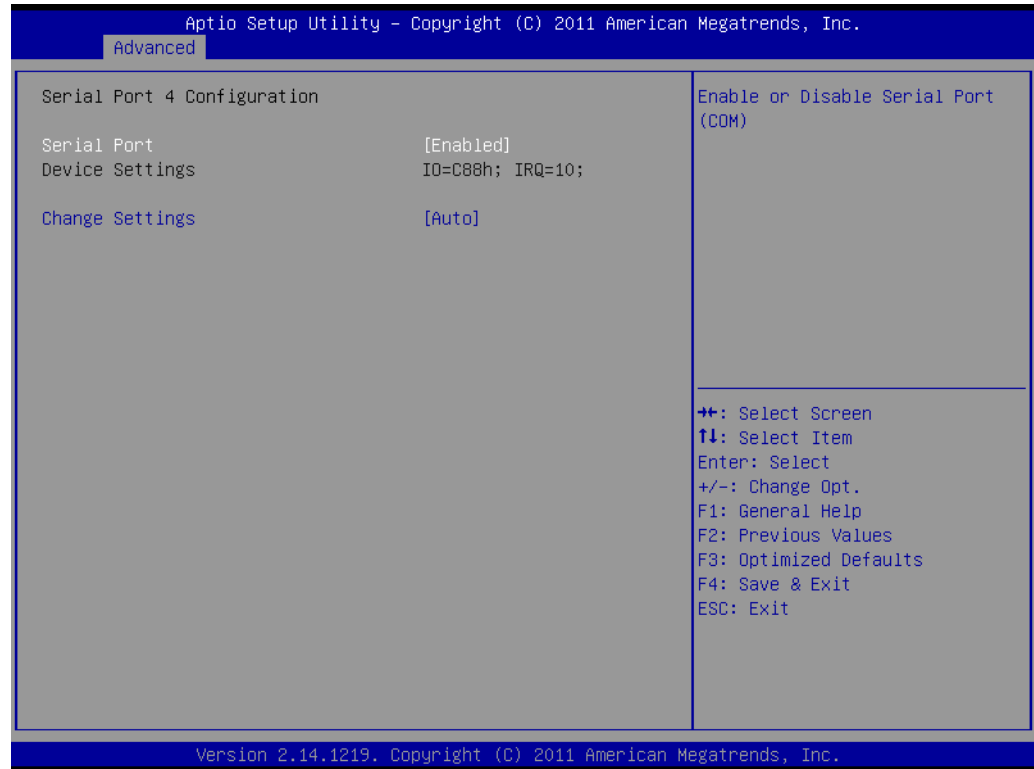 Aptio Setup Utility – Copyright (C) 2011 American Megatrends, Inc.
Advanced
Serial Port 4 Configuration
Serial Port [Enabled]
Device Settings IO=C88h; IRQ=10;
Change Settings [Auto]
Enable or Disable Serial Port
(COM)
→←: Select Screen
↑↓: Select Item
Enter: Select
+/-: Change Opt.
F1: General Help
F2: Previous Values
F3: Optimized Defaults
F4: Save & Exit
ESC: Exit
Version 2.14.1219. Copyright (C) 2011 American Megatrends, Inc.